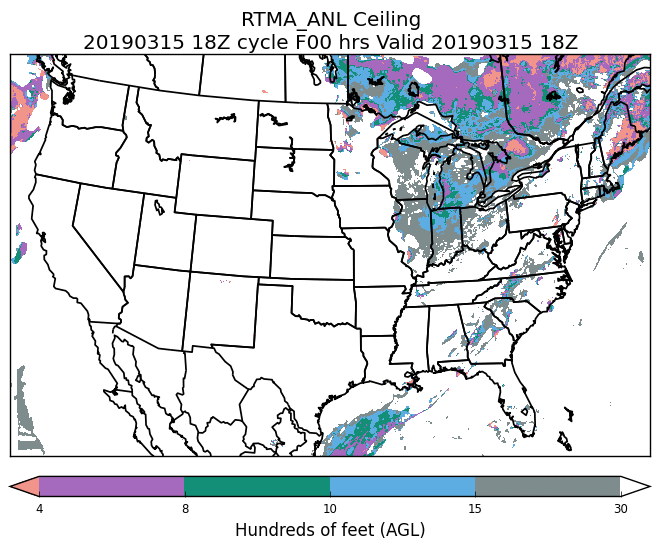 RTMA_ANL Ceiling
20190315 18Z cycle F00 hrs Valid 20190315 18Z
4 8 10 15 30
Hundreds of feet (AGL)